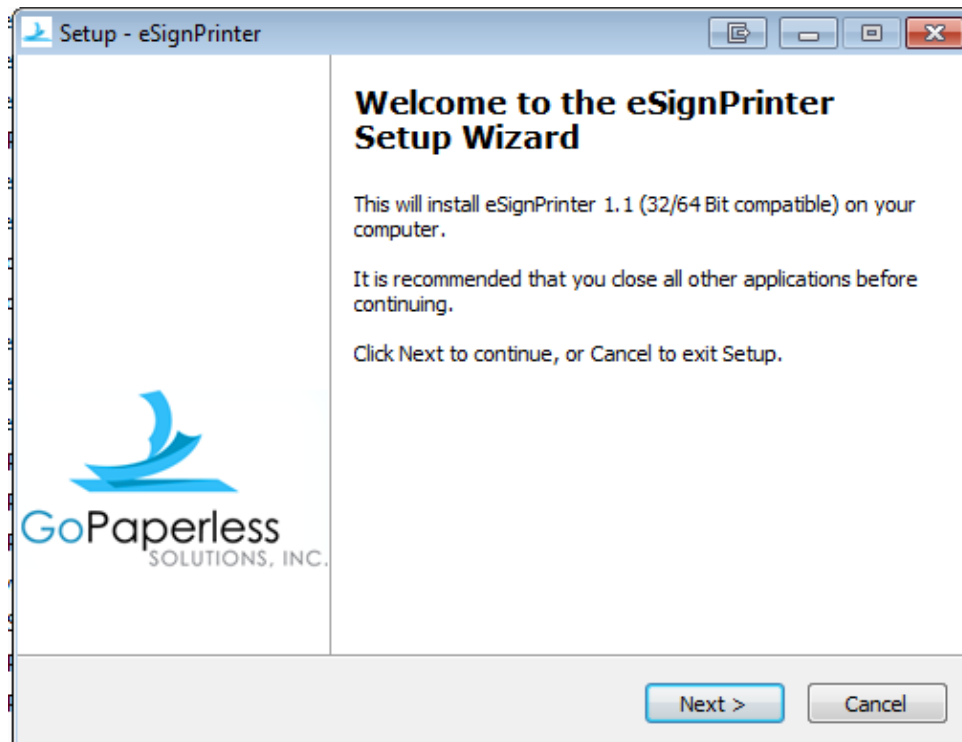 Setup - eSignPrinter
Welcome to the eSignPrinter
Setup Wizard
This will install eSignPrinter 1.1 (32/64 Bit compatible) on your
computer.
It is recommended that you close all other applications before
continuing.
Click Next to continue, or Cancel to exit Setup.
GoPaperless
SOLUTIONS, INC.
Next >
Cancel